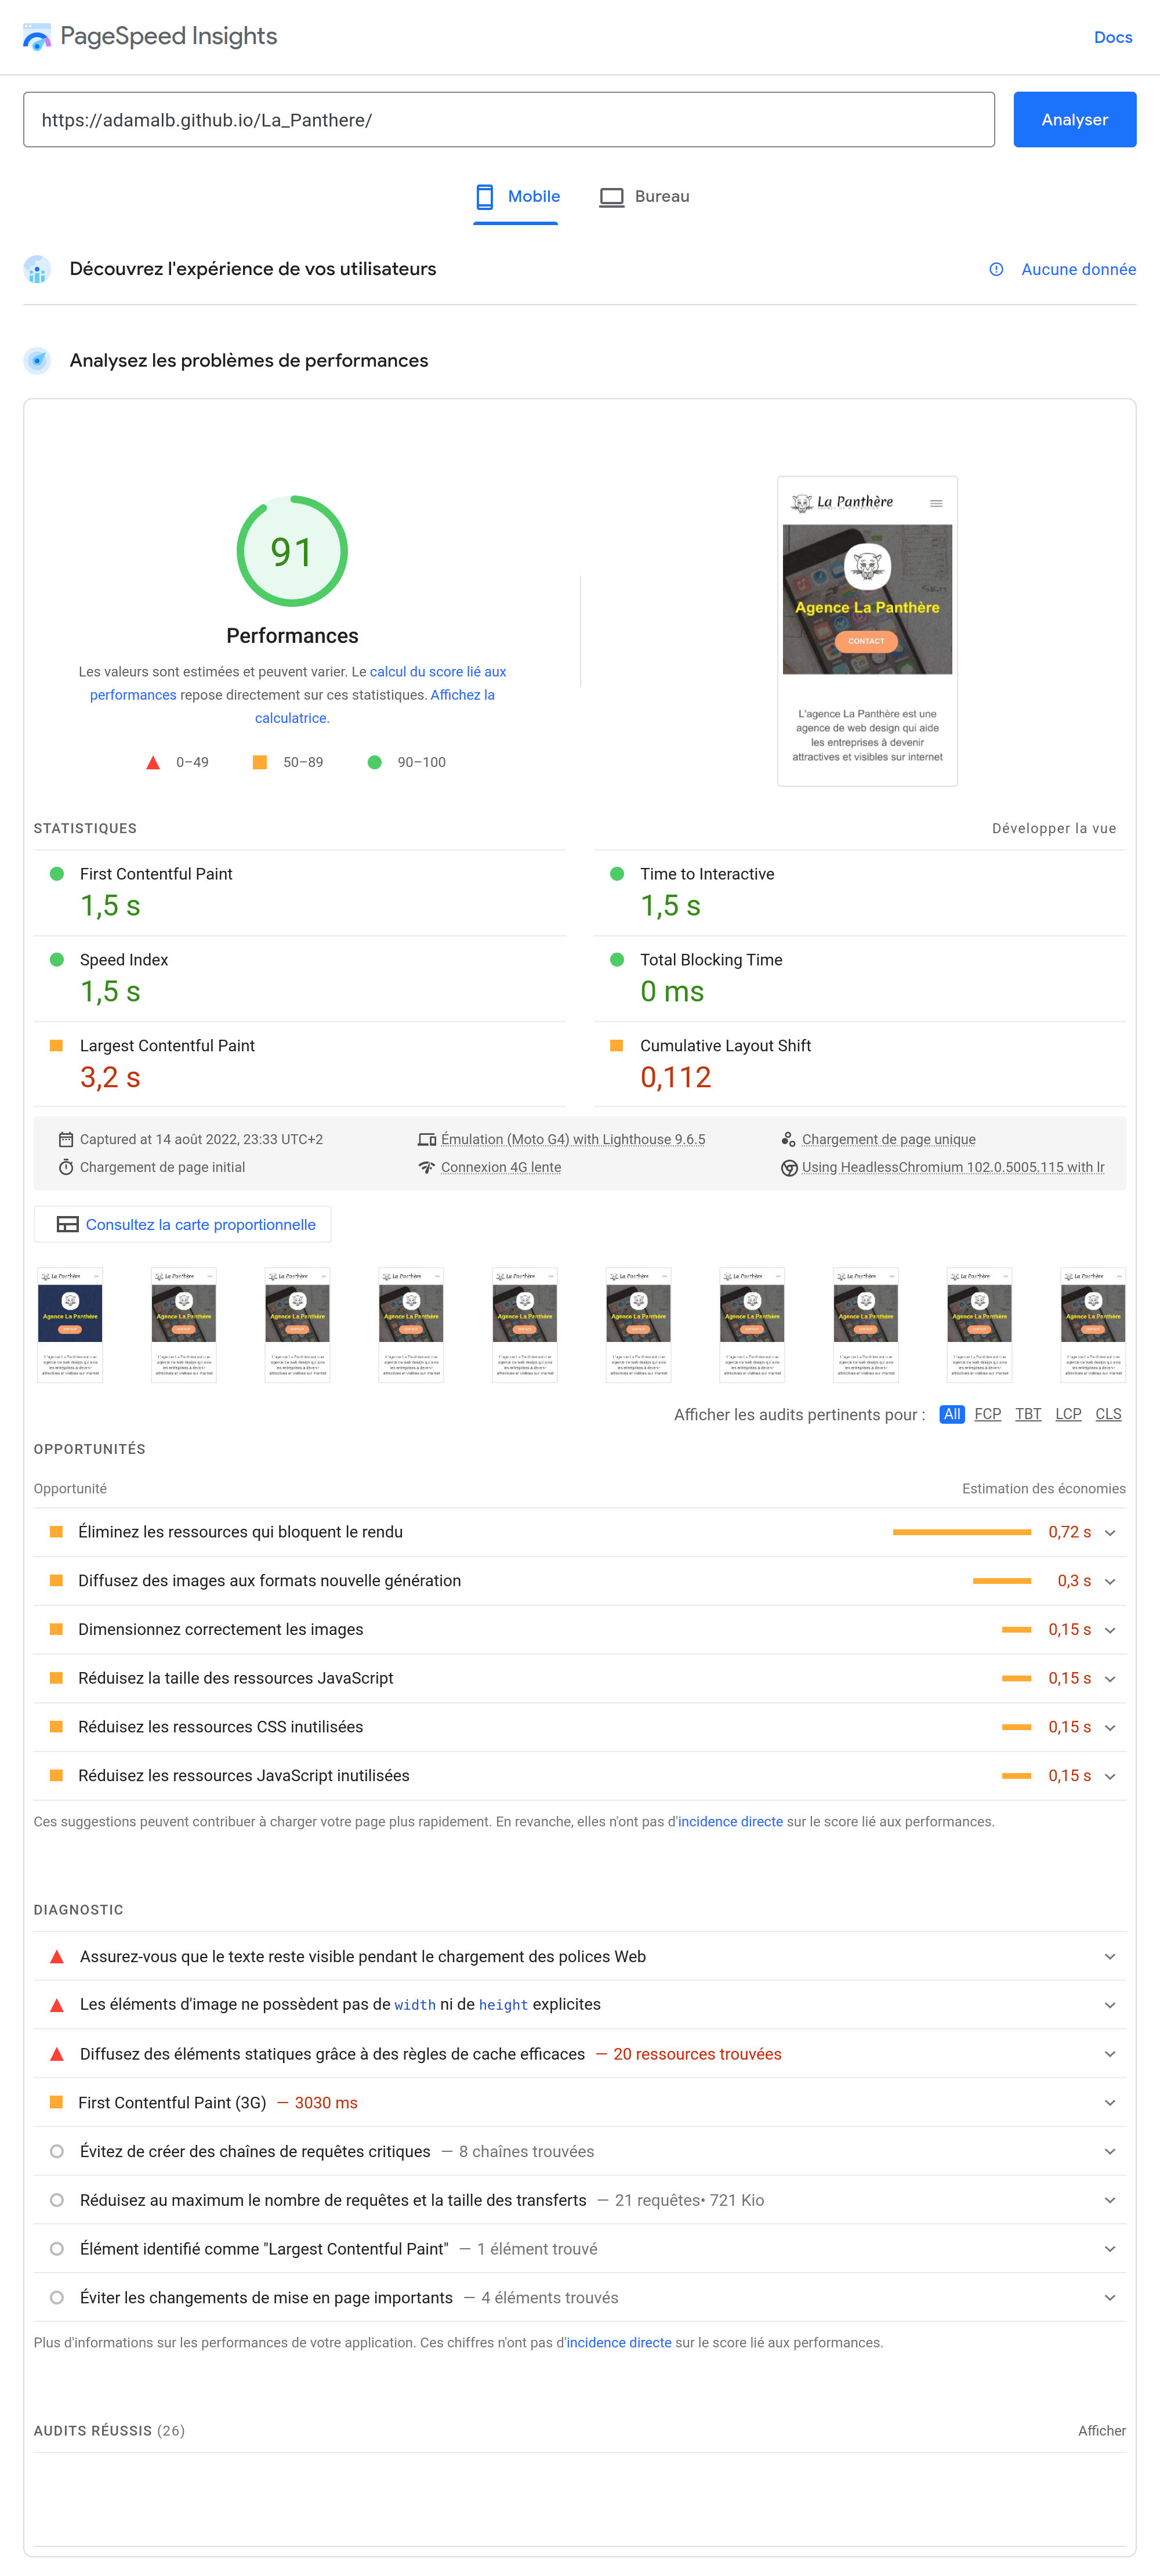 PageSpeed Insights
Docs
https://adamalb.github.io/La_Panthere/
Analyser
Mobile
Bureau
Découvrez l'expérience de vos utilisateurs
Aucune donnée
Analysez les problèmes de performances
91
Performances
Les valeurs sont estimées et peuvent varier. Le calcul du score lié aux
performances repose directement sur ces statistiques. Affichez la
calculatrice.
0–49
50–89
90–100
La Panthère
Agence La Panthère
CONTACT
L'agence La Panthère est une
agence de web design qui aide
les entreprises à devenir
attractives et visibles sur internet
STATISTIQUES
Développer la vue
First Contentful Paint
1,5 s
Time to Interactive
1,5 s
Speed Index
1,5 s
Total Blocking Time
0 ms
Largest Contentful Paint
3,2 s
Cumulative Layout Shift
0,112
Captured at 14 août 2022, 23:33 UTC+2
Émulation (Moto G4) with Lighthouse 9.6.5
Chargement de page unique
Chargement de page initial
Connexion 4G lente
Using HeadlessChromium 102.0.5005.115 with lr
Consultez la carte proportionnelle
Afficher les audits pertinents pour : All FCP TBT LCP CLS
OPPORTUNITÉS
Opportunité
Estimation des économies
Éliminez les ressources qui bloquent le rendu 0,72 s
Diffusez des images aux formats nouvelle génération 0,3 s
Dimensionnez correctement les images 0,15 s
Réduisez la taille des ressources JavaScript 0,15 s
Réduisez les ressources CSS inutilisées 0,15 s
Réduisez les ressources JavaScript inutilisées 0,15 s
Ces suggestions peuvent contribuer à charger votre page plus rapidement. En revanche, elles n'ont pas d'incidence directe sur le score lié aux performances.
DIAGNOSTIC
Assurez-vous que le texte reste visible pendant le chargement des polices Web
Les éléments d'image ne possèdent pas de width ni de height explicites
Diffusez des éléments statiques grâce à des règles de cache efficaces — 20 ressources trouvées
First Contentful Paint (3G) — 3030 ms
Évitez de créer des chaînes de requêtes critiques — 8 chaînes trouvées
Réduisez au maximum le nombre de requêtes et la taille des transferts — 21 requêtes• 721 Kio
Élément identifié comme "Largest Contentful Paint" — 1 élément trouvé
Éviter les changements de mise en page importants — 4 éléments trouvés
Plus d'informations sur les performances de votre application. Ces chiffres n'ont pas d'incidence directe sur le score lié aux performances.
AUDITS RÉUSSIS (26)
Afficher